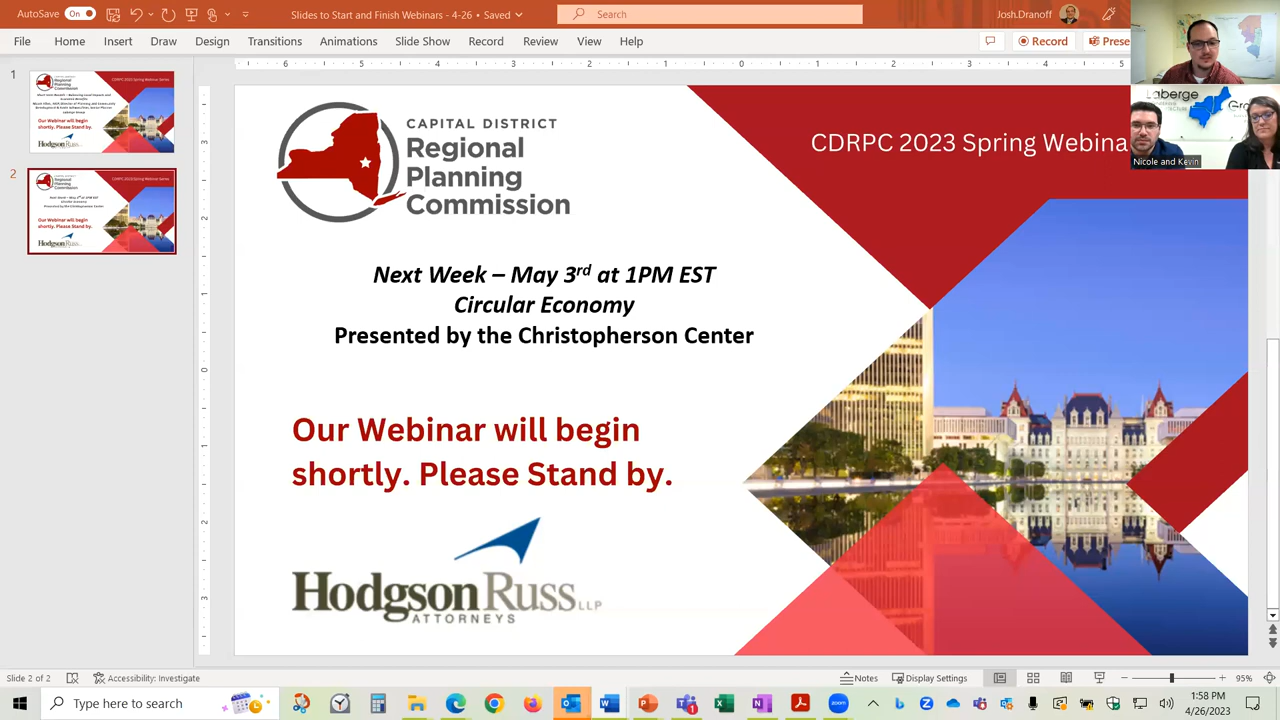 AutoSave On
Slides to Start and Finish Webinars - 4-26 • Saved
Search
Josh.Dranoff
File Home Insert Draw Design Transitions Animations Slide Show Record Review View Help
Record
Prese
1
2
CAPITAL DISTRICT
Regional
Planning
Commission
CDRPC 2023 Spring Webina
Next Week – May 3rd at 1PM EST
Circular Economy
Presented by the Christopherson Center
Our Webinar will begin
shortly. Please Stand by.
Hodgson Russ LLP
ATTORNEYS
Laberge
Nicole and Kevin
Slide 2 of 2
Accessibility: Investigate
Notes
Display Settings
95%
Type here to search
1:58 PM
4/26/2023